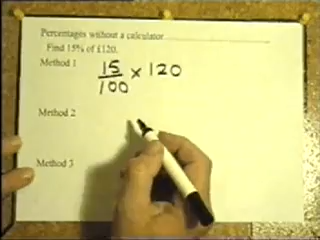 Percentages without a calculator
Find 15% of £120.
Method 1
15/100 × 120
Method 2
Method 3